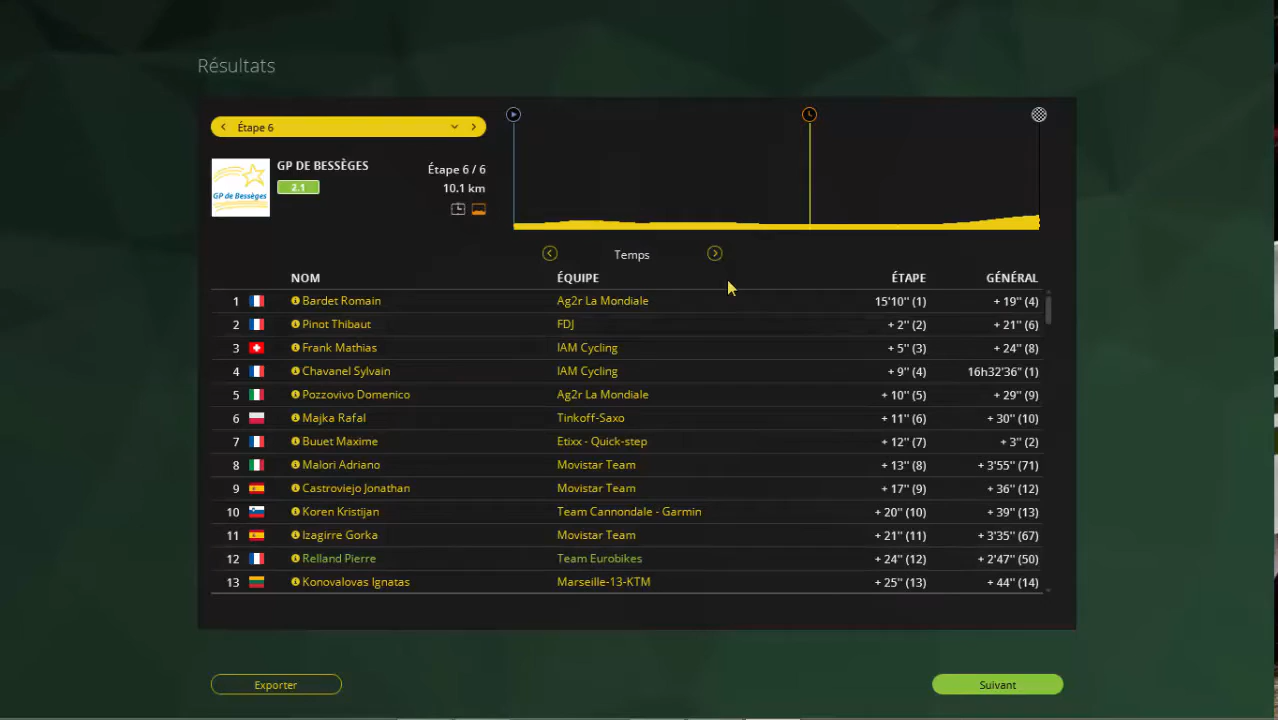 Résultats
Étape 6
GP DE BESSÈGES
Étape 6 / 6
2.1
10.1 km
GP de Bessèges
Temps
NOM ÉQUIPE ÉTAPE GÉNÉRAL
1 Bardet Romain Ag2r La Mondiale 15'10'' (1) + 19'' (4)
2 Pinot Thibaut FDJ + 2'' (2) + 21'' (6)
3 Frank Mathias IAM Cycling + 5'' (3) + 24'' (8)
4 Chavanel Sylvain IAM Cycling + 9'' (4) 16h32'36'' (1)
5 Pozzovivo Domenico Ag2r La Mondiale + 10'' (5) + 29'' (9)
6 Majka Rafal Tinkoff-Saxo + 11'' (6) + 30'' (10)
7 Buuet Maxime Etixx - Quick-step + 12'' (7) + 3'' (2)
8 Malori Adriano Movistar Team + 13'' (8) + 3'55'' (71)
9 Castroviejo Jonathan Movistar Team + 17'' (9) + 36'' (12)
10 Koren Kristijan Team Cannondale - Garmin + 20'' (10) + 39'' (13)
11 Izagirre Gorka Movistar Team + 21'' (11) + 3'35'' (67)
12 Relland Pierre Team Eurobikes + 24'' (12) + 2'47'' (50)
13 Konovalovas Ignatas Marseille-13-KTM + 25'' (13) + 44'' (14)
Exporter
Suivant